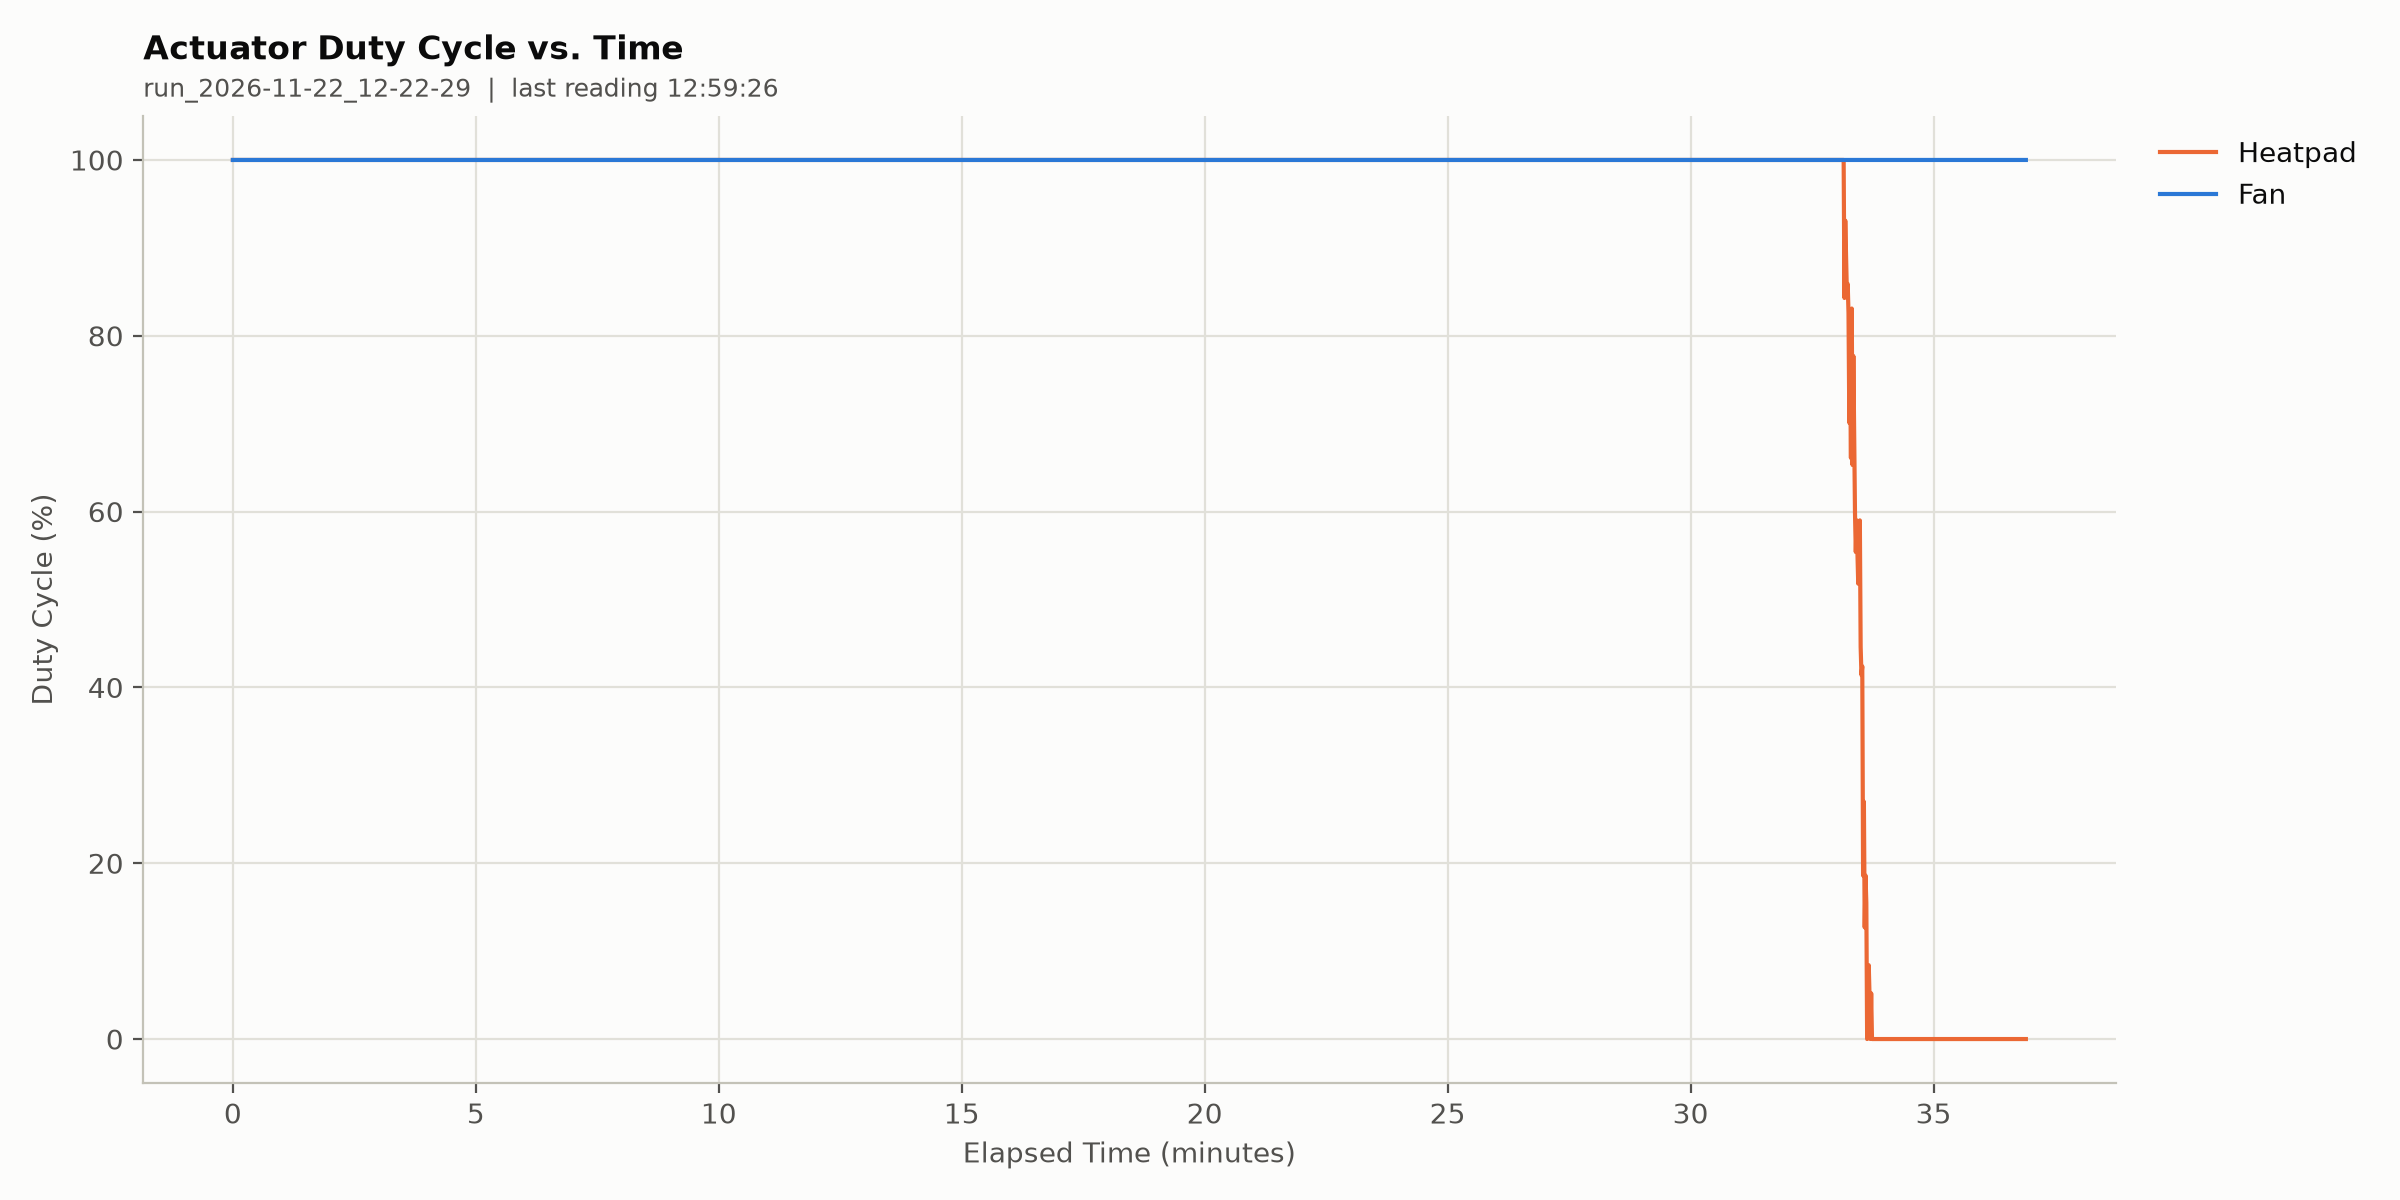 Actuator Duty Cycle vs. Time
run_2026-11-22_12-22-29 | last reading 12:59:26
Heatpad
Fan
Duty Cycle (%)
100
80
60
40
20
0
0 5 10 15 20 25 30 35
Elapsed Time (minutes)